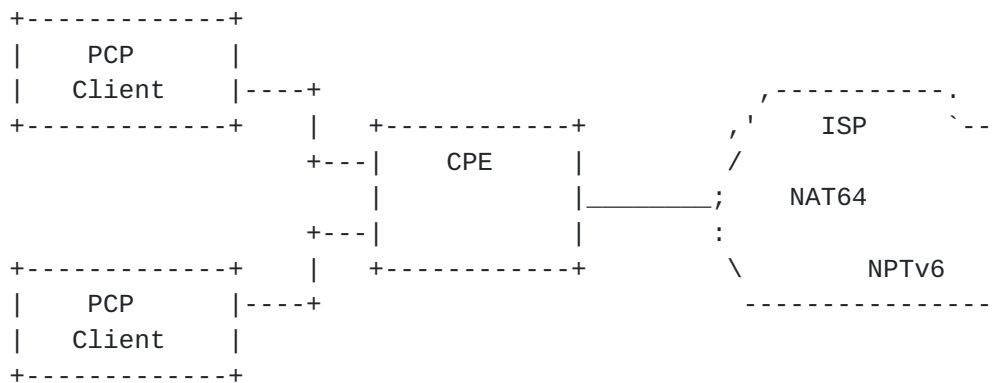 PCP
Client
ISP
CPE
NAT64
NPTv6
PCP
Client